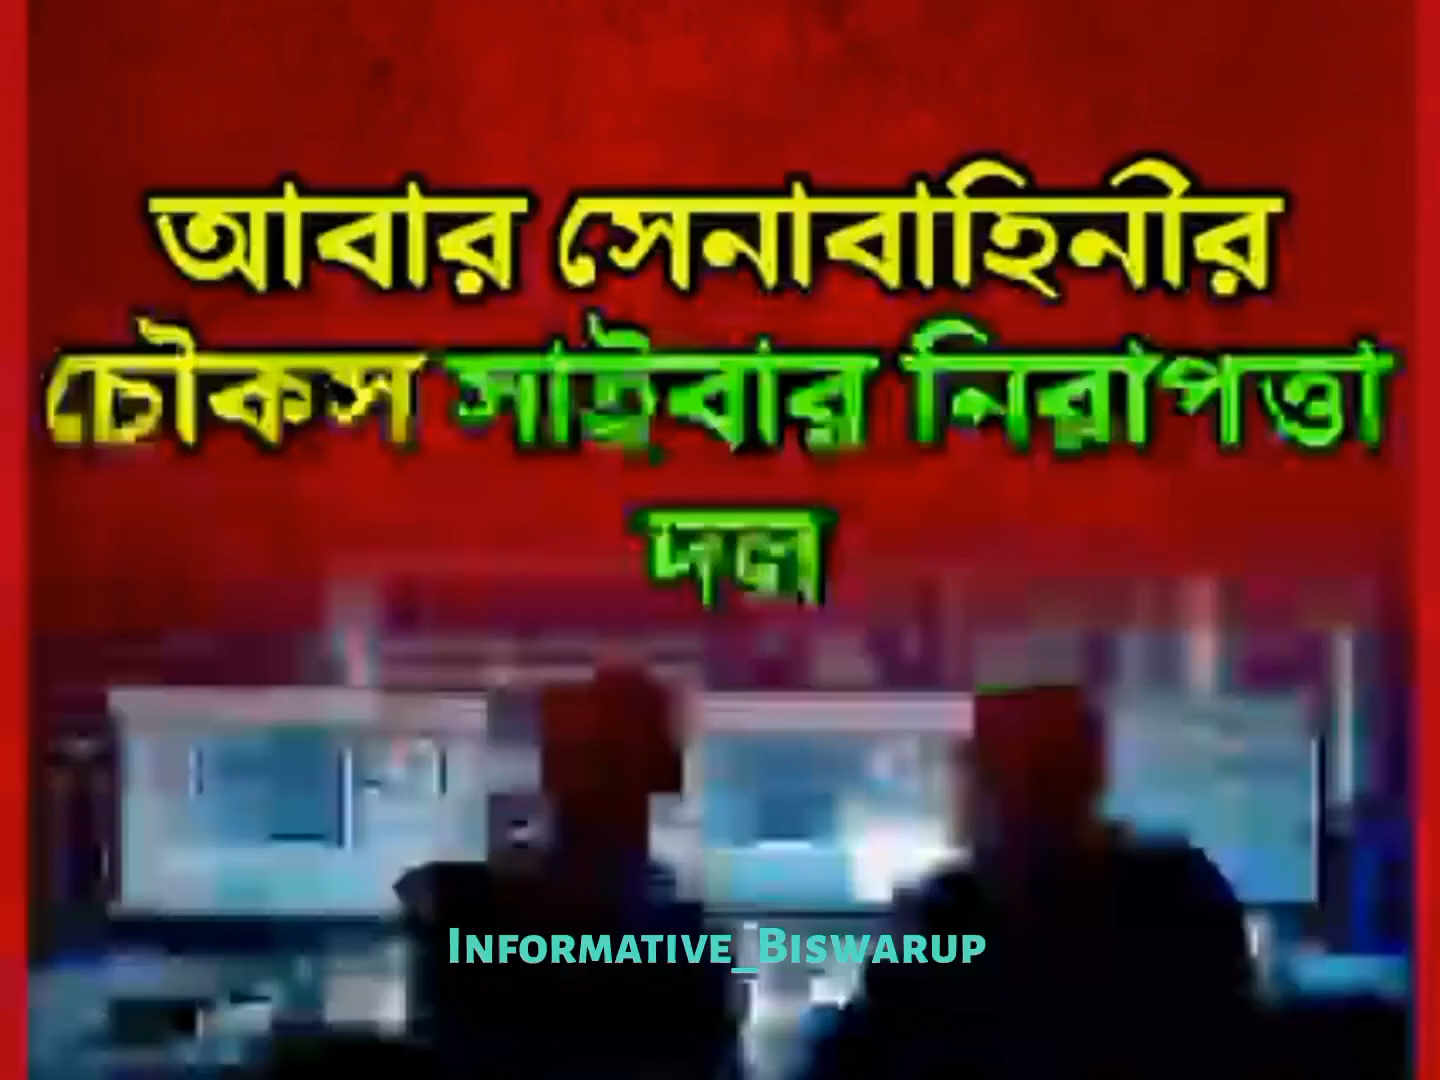 আবার সেনাবাহিনীর
চৌকস সাইবার নিরাপত্তা
দল
Informative_Biswarup